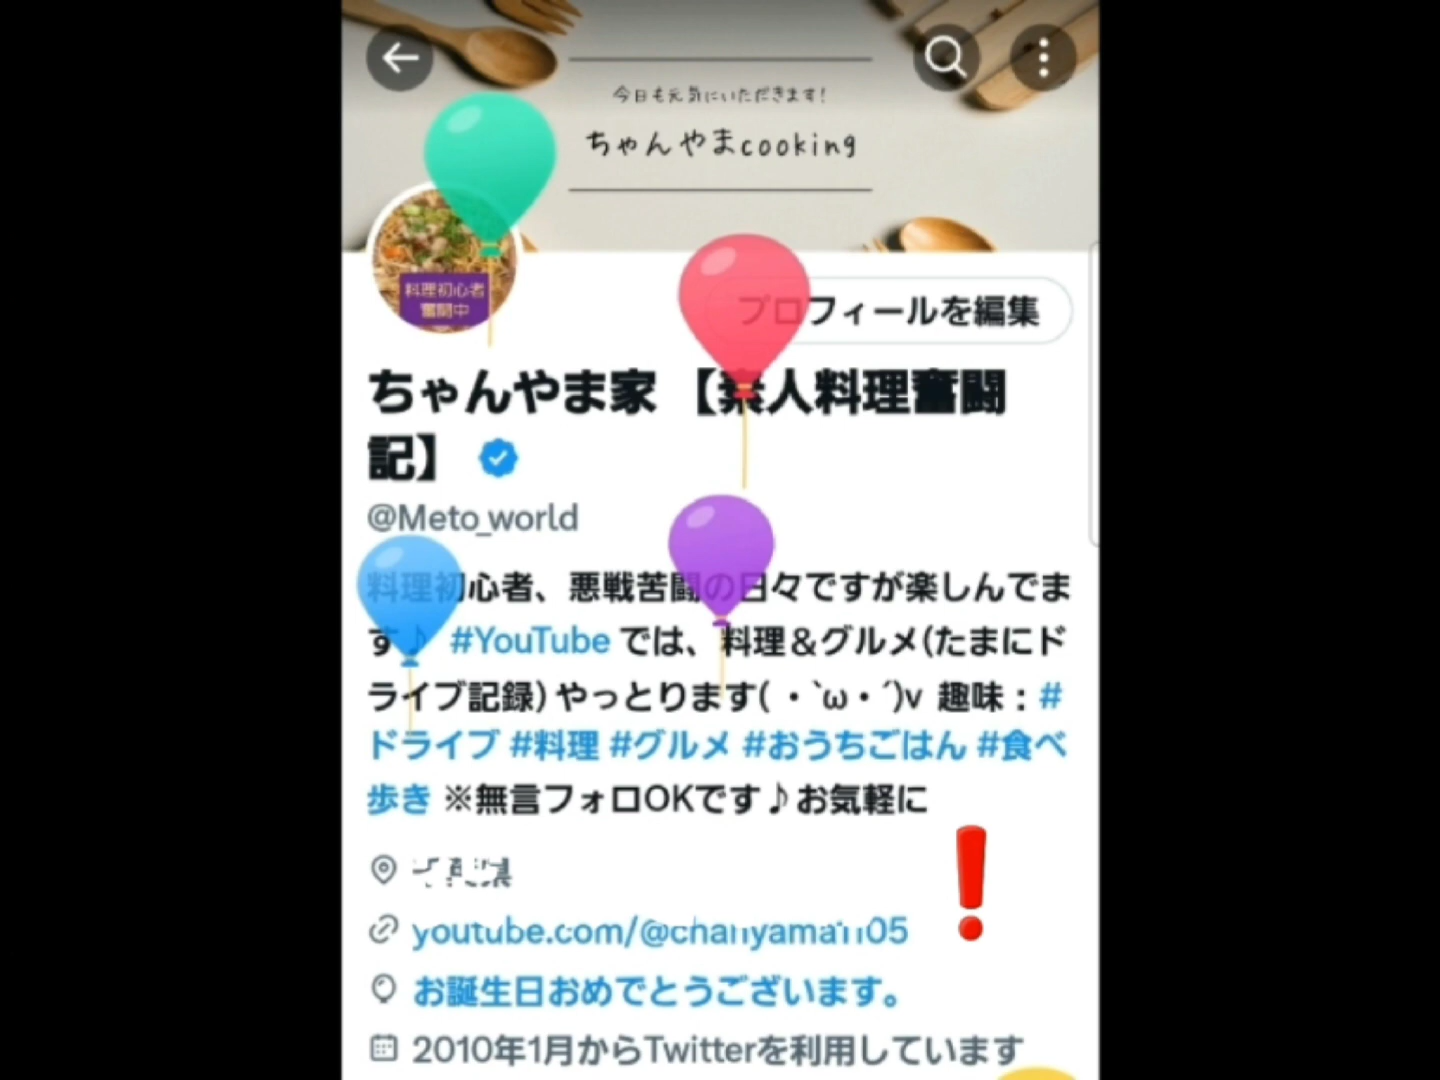 今日も元気にいただきます!
ちゃんやまcooking
料理初心者
奮闘中
プロフィールを編集
ちゃんやま家 【素人料理奮闘
記】
@Meto_world
料理初心者、悪戦苦闘の日々ですが楽しんでま
す♪ #YouTube では、料理＆グルメ(たまにド
ライブ記録) やっとります( ・`ω・´)v 趣味：#
ドライブ #料理 #グルメ #おうちごはん #食べ
歩き ※無言フォロOKです♪お気軽に
youtube.com/@chanyaman05
お誕生日おめでとうございます。
2010年1月からTwitterを利用しています